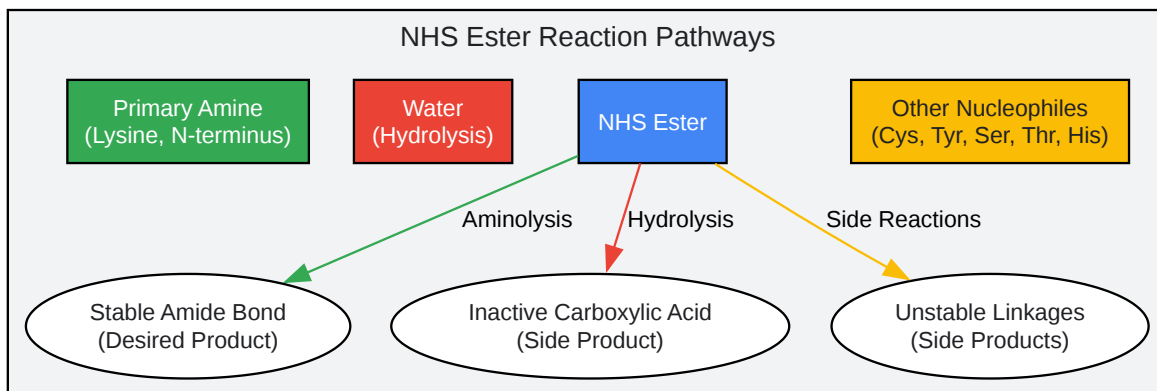 NHS Ester Reaction Pathways
Primary Amine
(Lysine, N-terminus)
Water
(Hydrolysis)
NHS Ester
Other Nucleophiles
(Cys, Tyr, Ser, Thr, His)
Aminolysis
Hydrolysis
Side Reactions
Stable Amide Bond
(Desired Product)
Inactive Carboxylic Acid
(Side Product)
Unstable Linkages
(Side Products)